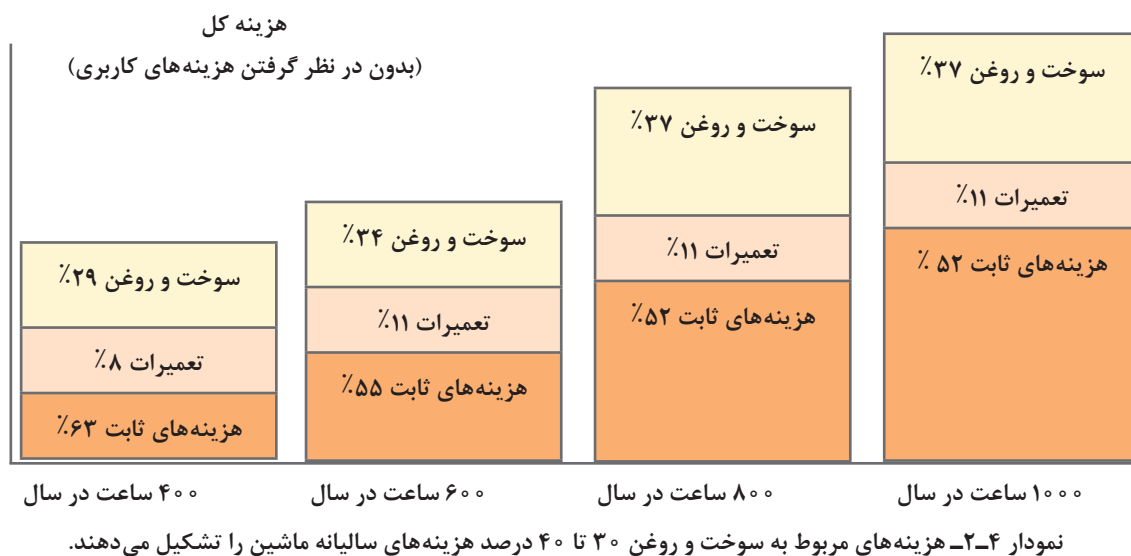 هزینه کل
(بدون در نظر گرفتن هزینه‌های کاربری)
سوخت و روغن ۳۷٪
تعمیرات ۱۱٪
هزینه‌های ثابت ۵۲ ٪
سوخت و روغن ۳۷٪
تعمیرات ۱۱٪
هزینه‌های ثابت ۵۲٪
سوخت و روغن ۳۴٪
تعمیرات ۱۱٪
هزینه‌های ثابت ۵۵٪
سوخت و روغن ۲۹٪
تعمیرات ۸٪
هزینه‌های ثابت ۶۳٪
۱۰۰۰ ساعت در سال
۸۰۰ ساعت در سال
۶۰۰ ساعت در سال
۴۰۰ ساعت در سال
نمودار ۴ـ۲ـ هزینه‌های مربوط به سوخت و روغن ۳۰ تا ۴۰ درصد هزینه‌های سالیانه ماشین را تشکیل می‌دهند.